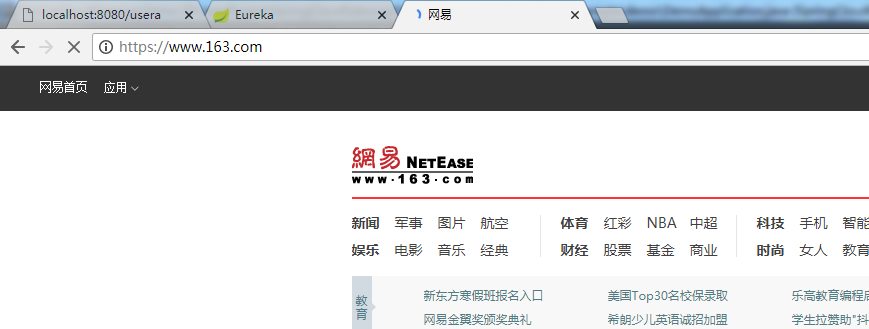 localhost:8080/usera Eureka 网易
https://www.163.com
网易首页 应用
網易 NETEASE
www.163.com
新闻 军事 图片 航空 体育 红彩 NBA 中超 科技 手机 智能
娱乐 电影 音乐 经典 财经 股票 基金 商业 时尚 女人 教育
教育 新东方寒假班报名入口 美国Top30名校保录取 乐高教育编程启
网易金翼奖颁奖典礼 希朗少儿英语诚招加盟 学生拉赞助"抖